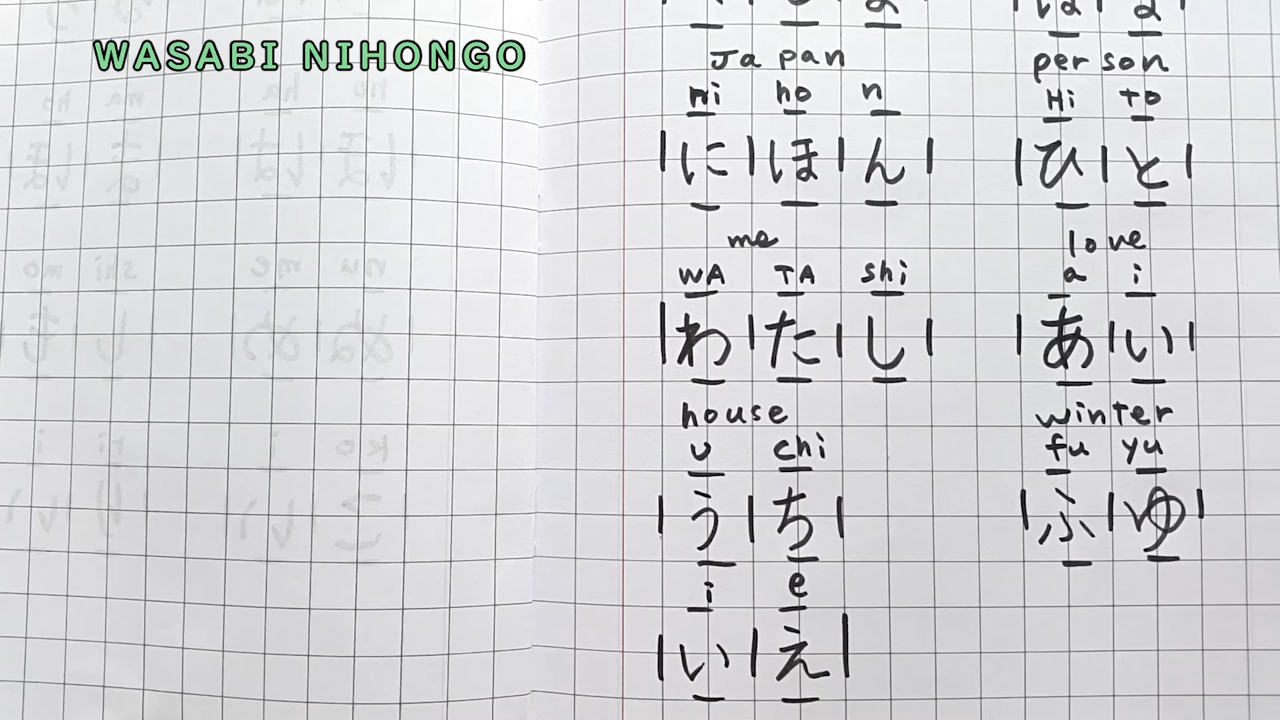 WASABI NIHONGO
Japan
ni ho n
|に|ほ|ん|
me
WA TA shi
|わ|た|し|
house
u chi
|う|ち|
i e
|い|え|
person
Hi to
|ひ|と|
love
a i
|あ|い|
winter
fu yu
|ふ|ゆ|